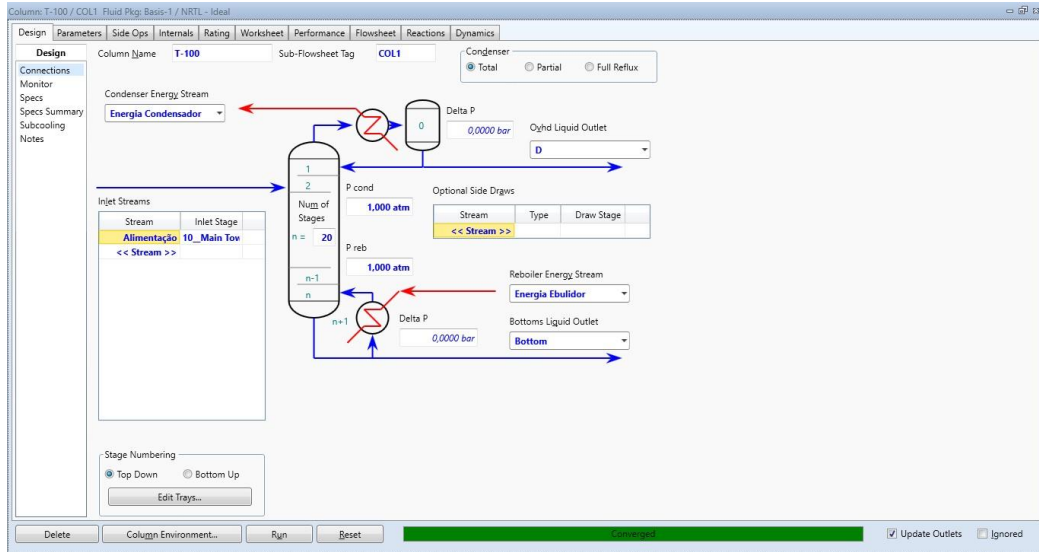 Column: T-100 / COL1 Fluid Pkg: Basis-1 / NRTL - Ideal
Design Parameters Side Ops Internals Rating Worksheet Performance Flowsheet Reactions Dynamics
Design
Connections
Monitor
Specs
Specs Summary
Subcooling
Notes
Column Name T-100 Sub-Flowsheet Tag COL1
Condenser
Total Partial Full Reflux
Condenser Energy Stream
Energia Condensador
0
Delta P
0,0000 bar
Ovhd Liquid Outlet
D
1
2
Num of
Stages
n = 20
n-1
n
n+1
P cond
1,000 atm
P reb
1,000 atm
Inlet Streams
Stream Inlet Stage
Alimentação 10__Main Tow
<< Stream >>
Optional Side Draws
Stream Type Draw Stage
<< Stream >>
Reboiler Energy Stream
Energia Ebulidor
Delta P
0,0000 bar
Bottoms Liquid Outlet
Bottom
Stage Numbering
Top Down Bottom Up
Edit Trays...
Delete Column Environment... Run Reset Converged Update Outlets Ignored